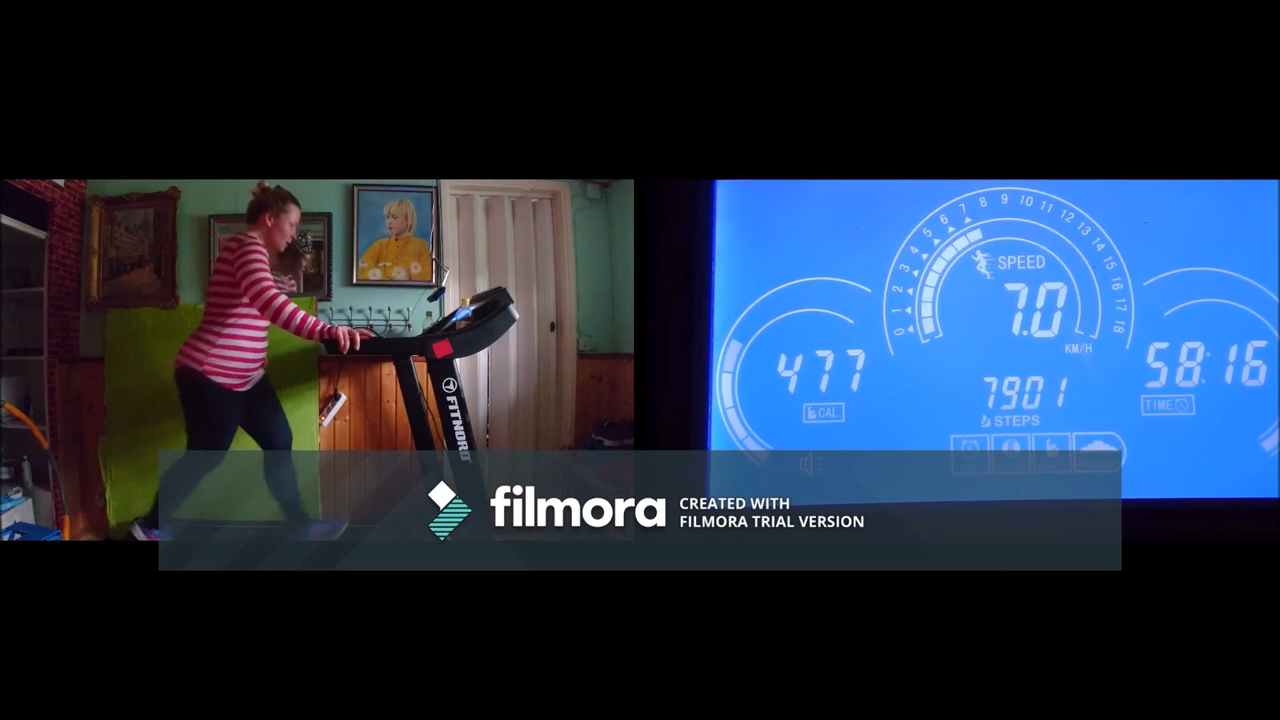 FITNORD
0 1 2 3 4 5 6 7 8 9 10 11 12 13 14 15 16 17 18
SPEED
7.0
KM/H
477
CAL
7901
STEPS
58:16
TIME
filmora
CREATED WITH
FILMORA TRIAL VERSION